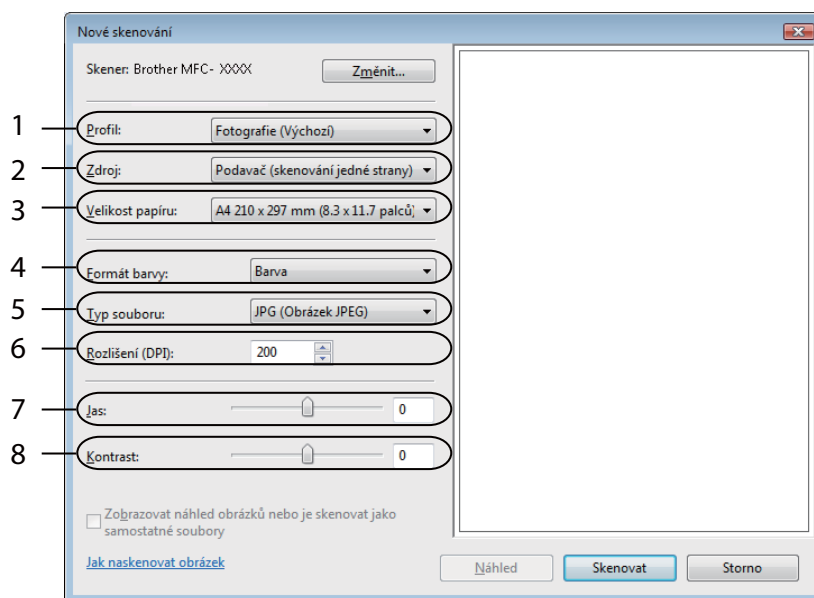 Nové skenování
Skener: Brother MFC- XXXX
Změnit...
1
Profil:
Fotografie (Výchozí)
2
Zdroj:
Podavač (skenování jedné strany)
3
Velikost papíru:
A4 210 x 297 mm (8.3 x 11.7 palců)
4
Formát barvy:
Barva
5
Typ souboru:
JPG (Obrázek JPEG)
6
Rozlišení (DPI):
200
7
Jas:
0
8
Kontrast:
0
Zobrazovat náhled obrázků nebo je skenovat jako
samostatné soubory
Jak naskenovat obrázek
Náhled
Skenovat
Storno